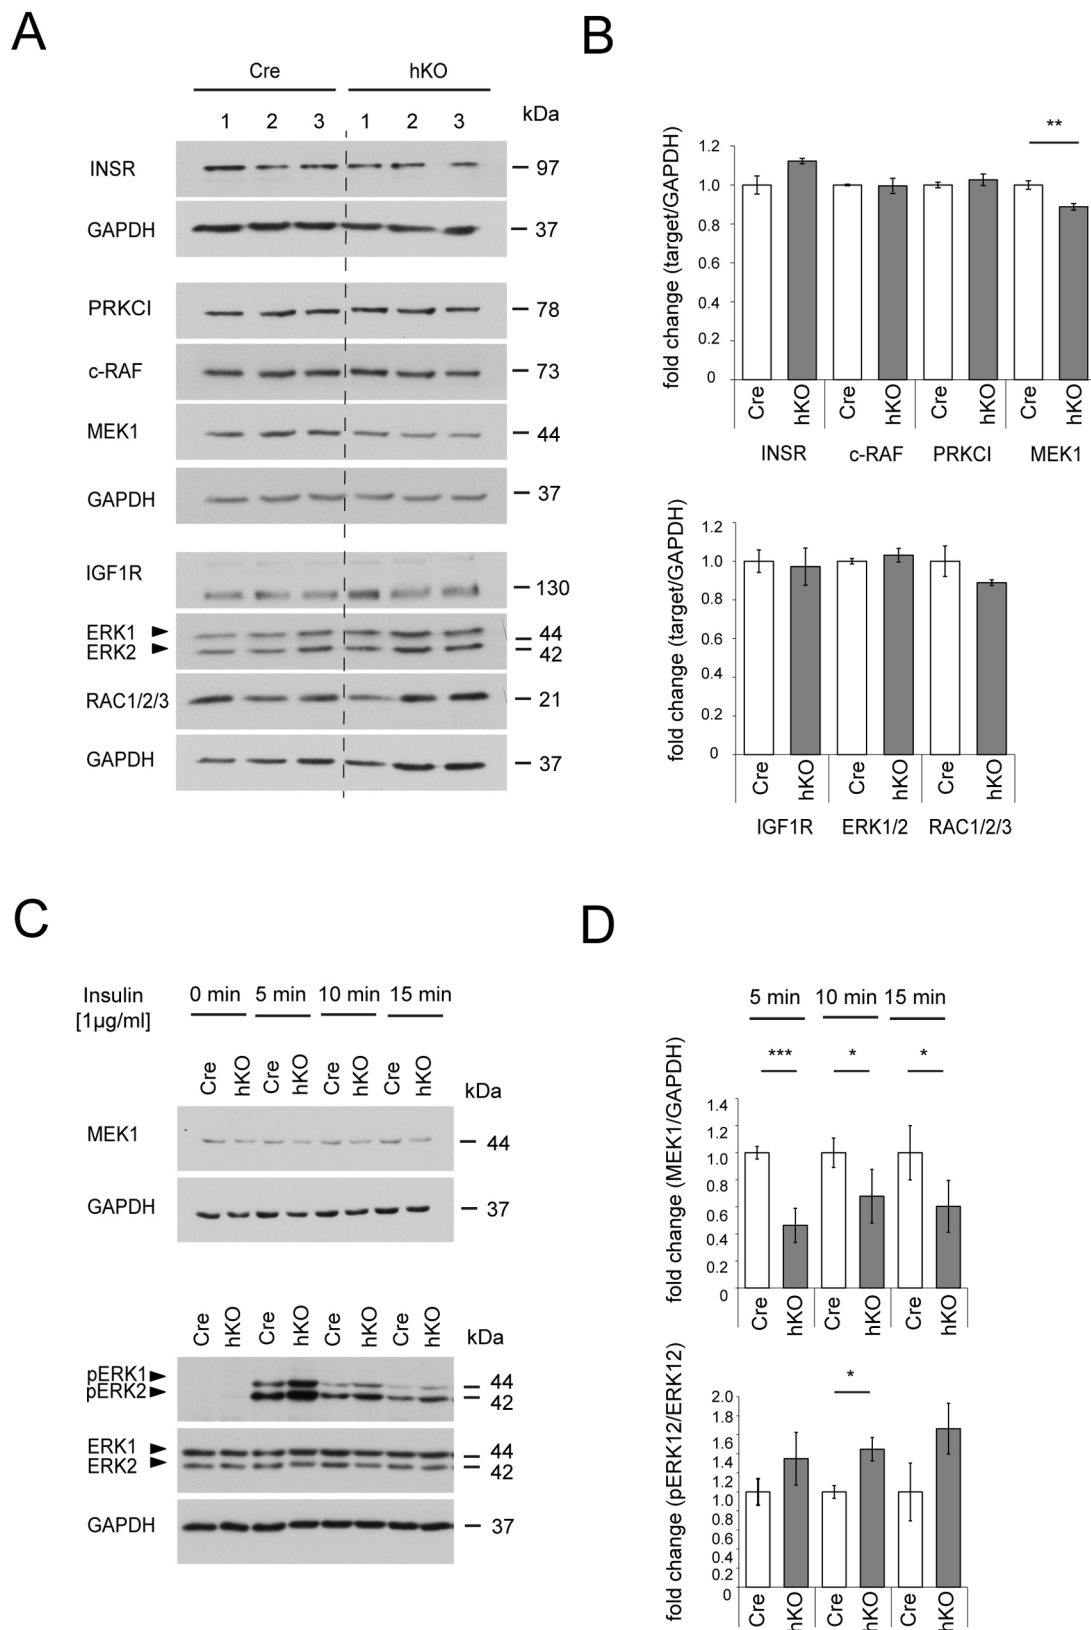 A
Cre hKO
1 2 3 1 2 3 kDa
INSR 97
GAPDH 37
PRKCI 78
c-RAF 73
MEK1 44
GAPDH 37
IGF1R 130
ERK1 44
ERK2 42
RAC1/2/3 21
GAPDH 37
B
**
fold change (target/GAPDH)
1.2
1.0
0.8
0.6
0.4
0.2
0
Cre hKO Cre hKO Cre hKO Cre hKO
INSR c-RAF PRKCI MEK1
fold change (target/GAPDH)
1.2
1.0
0.8
0.6
0.4
0.2
0
Cre hKO Cre hKO Cre hKO
IGF1R ERK1/2 RAC1/2/3
C
Insulin 0 min 5 min 10 min 15 min
[1µg/ml]
Cre hKO Cre hKO Cre hKO Cre hKO kDa
MEK1 44
GAPDH 37
Cre hKO Cre hKO Cre hKO Cre hKO kDa
pERK1 44
pERK2 42
ERK1 44
ERK2 42
GAPDH 37
D
5 min 10 min 15 min
*** * *
fold change (MEK1/GAPDH)
1.4
1.2
1.0
0.8
0.6
0.4
0.2
0
Cre hKO Cre hKO Cre hKO
*
fold change (pERK12/ERK12)
2.0
1.8
1.6
1.4
1.2
1.0
0.8
0.6
0.4
0.2
0
Cre hKO Cre hKO Cre hKO